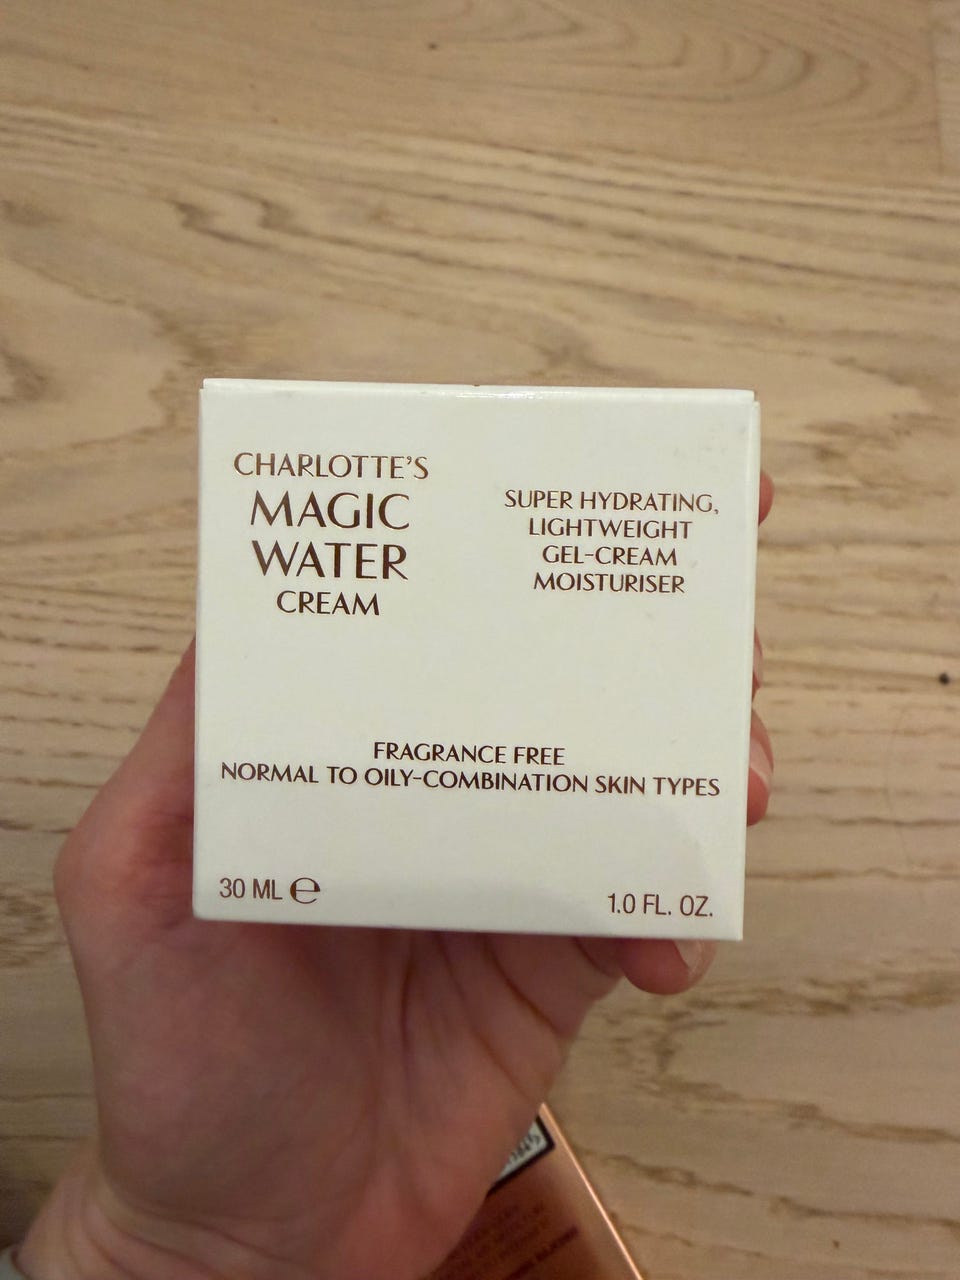 CHARLOTTE'S
MAGIC
WATER
CREAM
SUPER HYDRATING,
LIGHTWEIGHT
GEL-CREAM
MOISTURISER
FRAGRANCE FREE
NORMAL TO OILY-COMBINATION SKIN TYPES
30 ML ℮
1.0 FL. OZ.